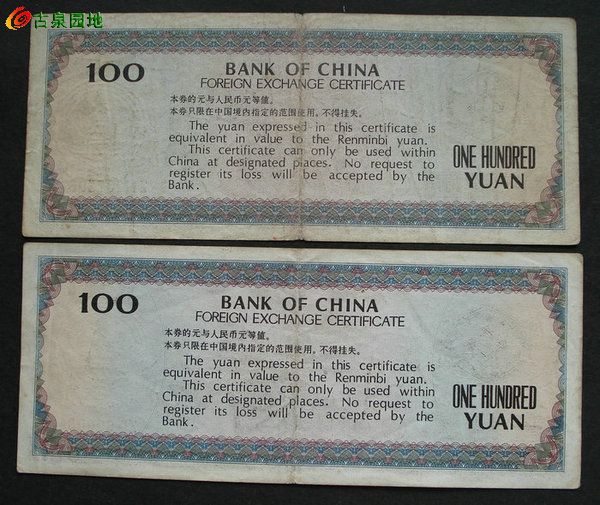 古泉园地
100
BANK OF CHINA
FOREIGN EXCHANGE CERTIFICATE
本券的元与人民币元等值。
本券只限在中国境内指定的范围使用，不得挂失。
The yuan expressed in this certificate is
equivalent in value to the Renminbi yuan.
This certificate can only be used within
China at designated places. No request to
register its loss will be accepted by the
Bank.
ONE HUNDRED
YUAN
100
BANK OF CHINA
FOREIGN EXCHANGE CERTIFICATE
本券的元与人民币元等值。
本券只限在中国境内指定的范围使用，不得挂失。
The yuan expressed in this certificate is
equivalent in value to the Renminbi yuan.
This certificate can only be used within
China at designated places. No request to
register its loss will be accepted by the
Bank.
ONE HUNDRED
YUAN